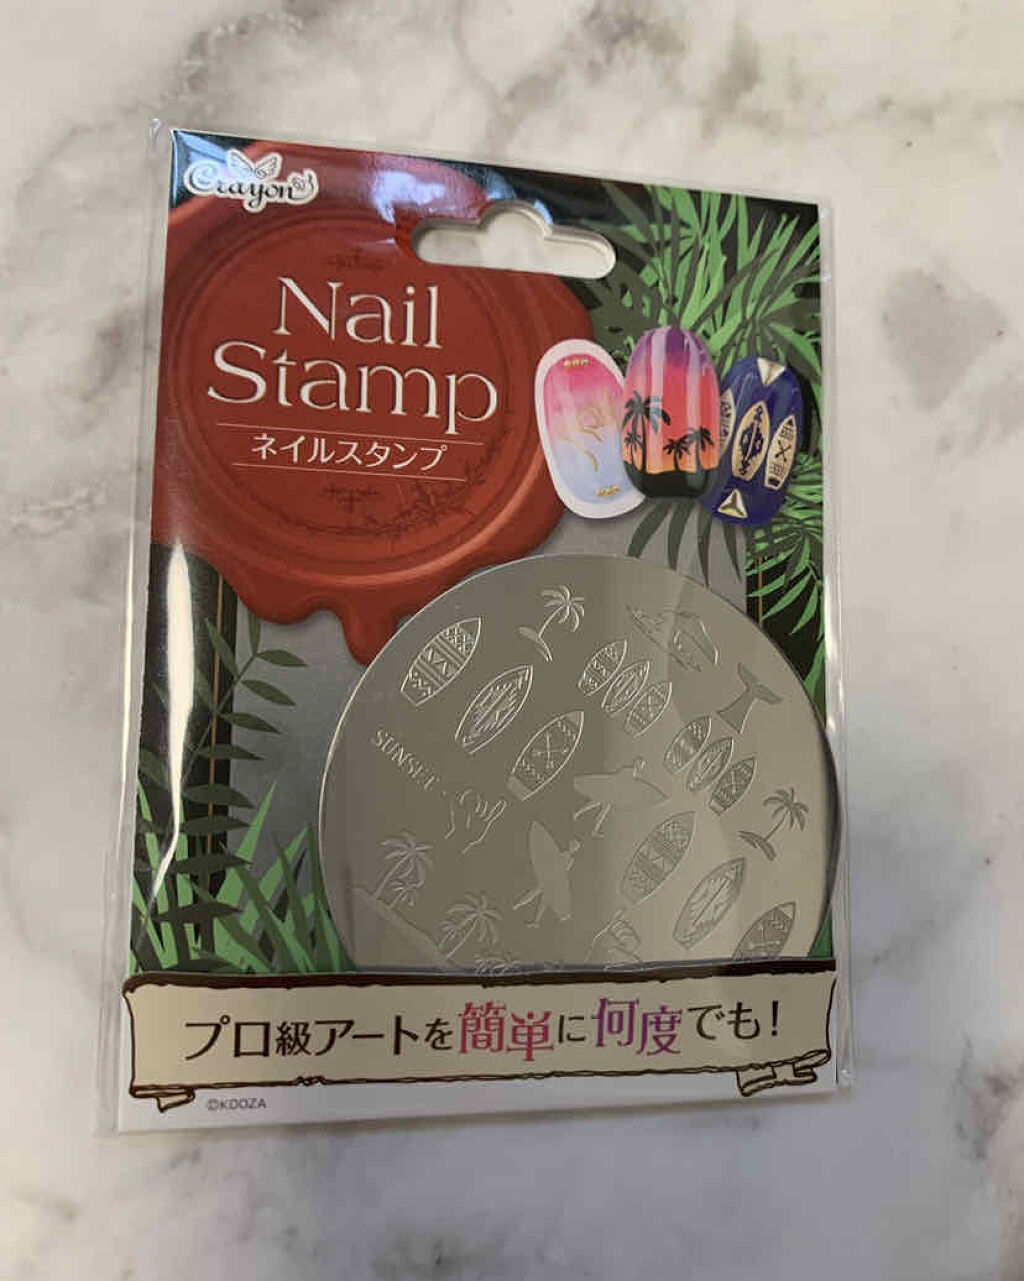 Crayon
Nail
Stamp
ネイルスタンプ
SUNSET
プロ級アートを簡単に何度でも!
©KOOZA